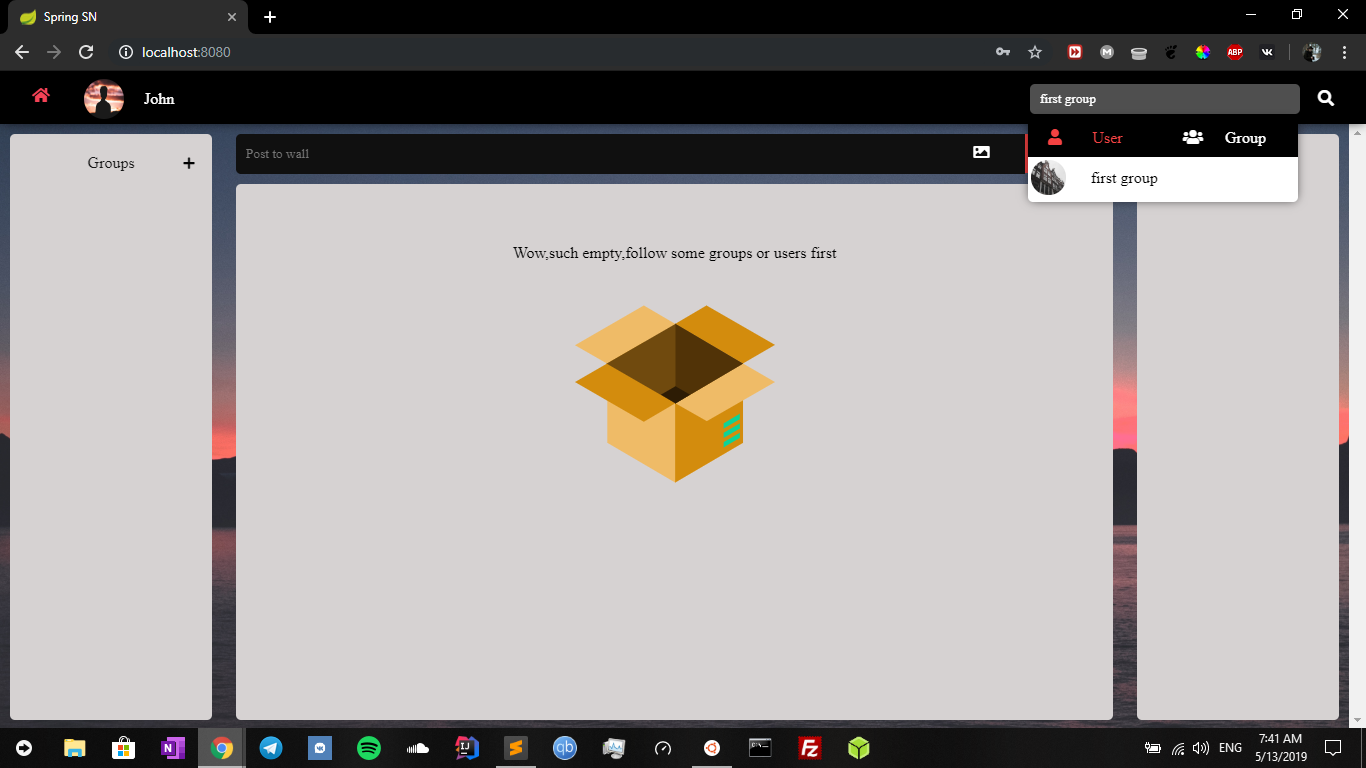 Spring SN
localhost:8080
ABP
John
first group
User
Group
first group
Groups
Post to wall
Wow,such empty,follow some groups or users first
ENG
7:41 AM
5/13/2019